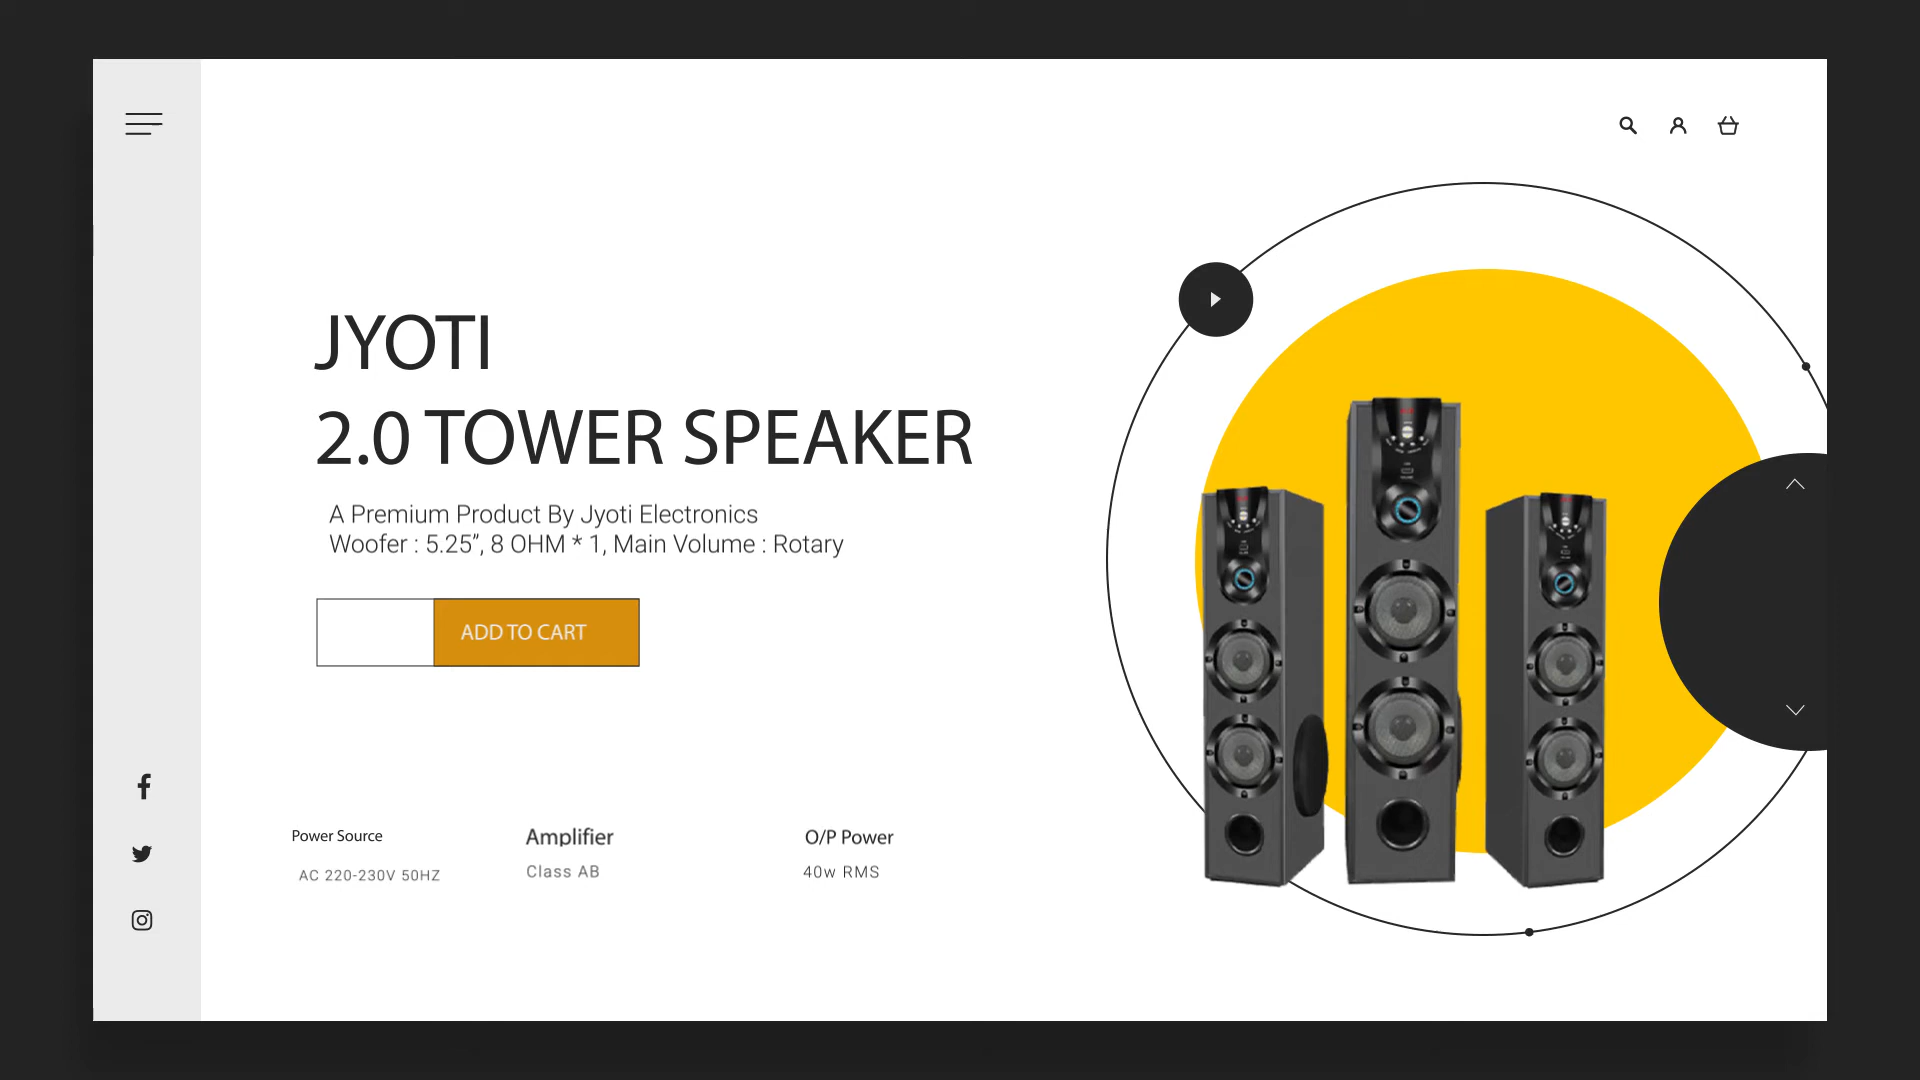 JYOTI
2.0 TOWER SPEAKER
A Premium Product By Jyoti Electronics
Woofer : 5.25”, 8 OHM * 1, Main Volume : Rotary
ADD TO CART
Power Source
AC 220-230V 50HZ
Amplifier
Class AB
O/P Power
40w RMS